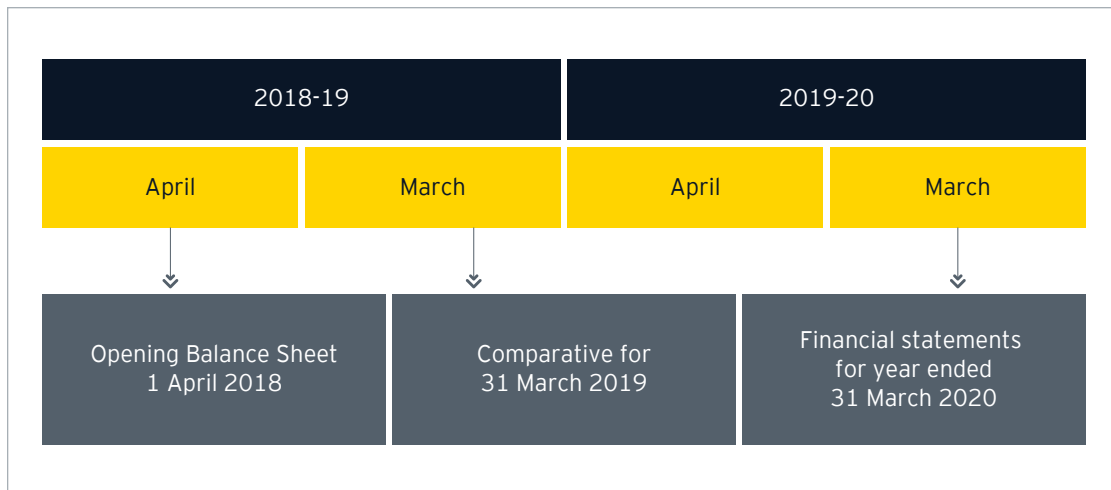 2018-19
2019-20
April
March
April
March
Opening Balance Sheet
1 April 2018
Comparative for
31 March 2019
Financial statements
for year ended
31 March 2020